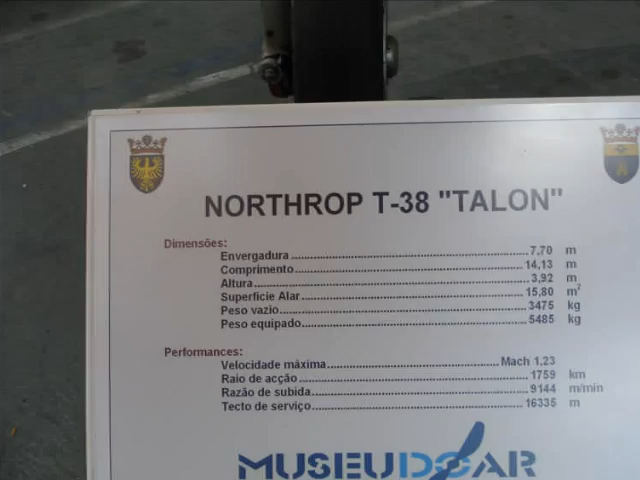 NORTHROP T-38 "TALON"
Dimensões:
Envergadura........................7,70 m
Comprimento........................14,13 m
Altura........................3,92 m
Superficie Alar........................15,80 m²
Peso vazio........................3475 kg
Peso equipado........................5485 kg
Performances:
Velocidade máxima........................Mach 1,23
Raio de acção........................1759 km
Razão de subida........................9144 m/min
Tecto de serviço........................16335 m
MUSEUDOAR